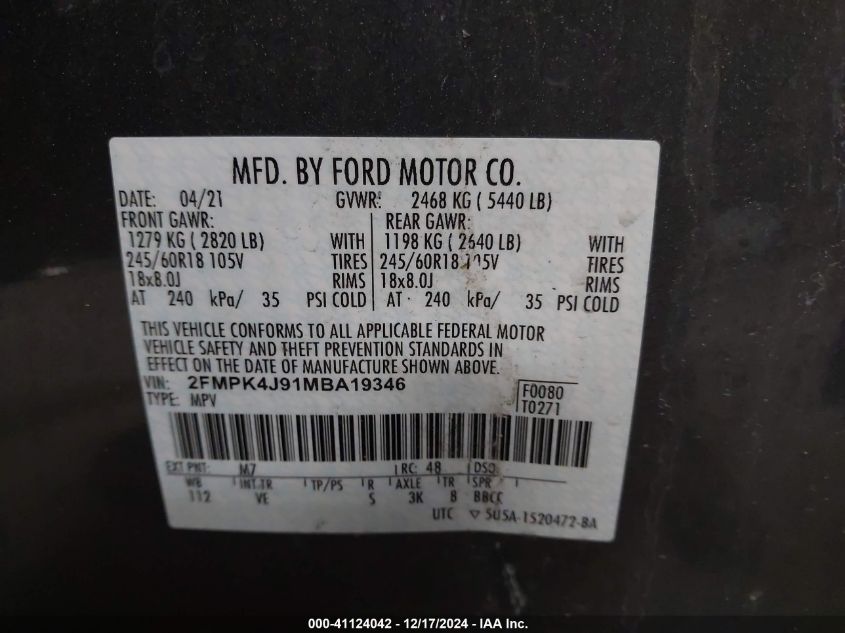 MFD. BY FORD MOTOR CO.
DATE: 04/21 GVWR: 2468 KG ( 5440 LB)
FRONT GAWR: REAR GAWR:
1279 KG ( 2820 LB) WITH 1198 KG ( 2640 LB) WITH
245/60R18 105V TIRES 245/60R18 105V TIRES
18x8.0J RIMS 18x8.0J RIMS
AT 240 kPa/ 35 PSI COLD AT 240 kPa/ 35 PSI COLD
THIS VEHICLE CONFORMS TO ALL APPLICABLE FEDERAL MOTOR
VEHICLE SAFETY AND THEFT PREVENTION STANDARDS IN
EFFECT ON THE DATE OF MANUFACTURE SHOWN ABOVE.
VIN: 2FMPK4J91MBA19346 F0080
TYPE: MPV T0271
EXT PNT: M7 RC: 48 DSO:
WB INT TR TP/PS R AXLE TR SPR
112 VE S 3K 8 BBCC
UTC ▽ 5U5A-1520472-BA
000-41124042 - 12/17/2024 - IAA Inc.